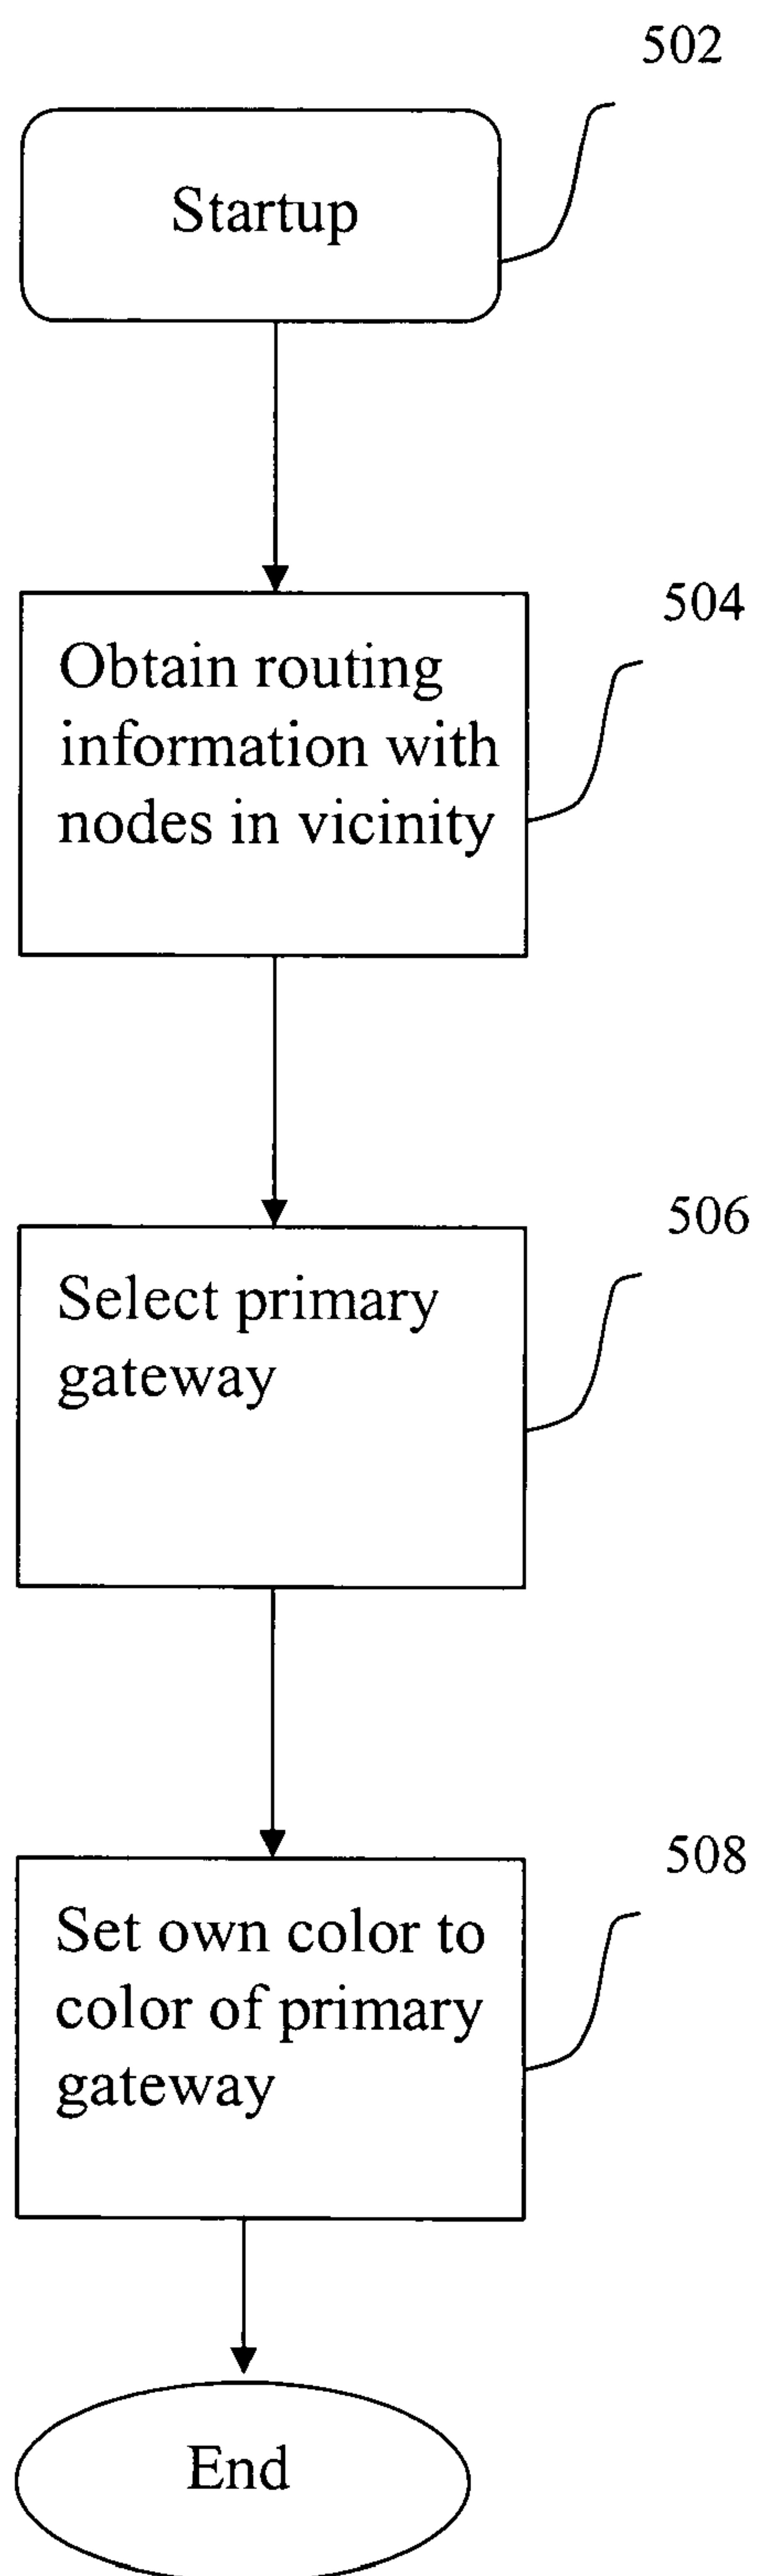 502
Startup
504
Obtain routing
information with
nodes in vicinity
506
Select primary
gateway
508
Set own color to
color of primary
gateway
End